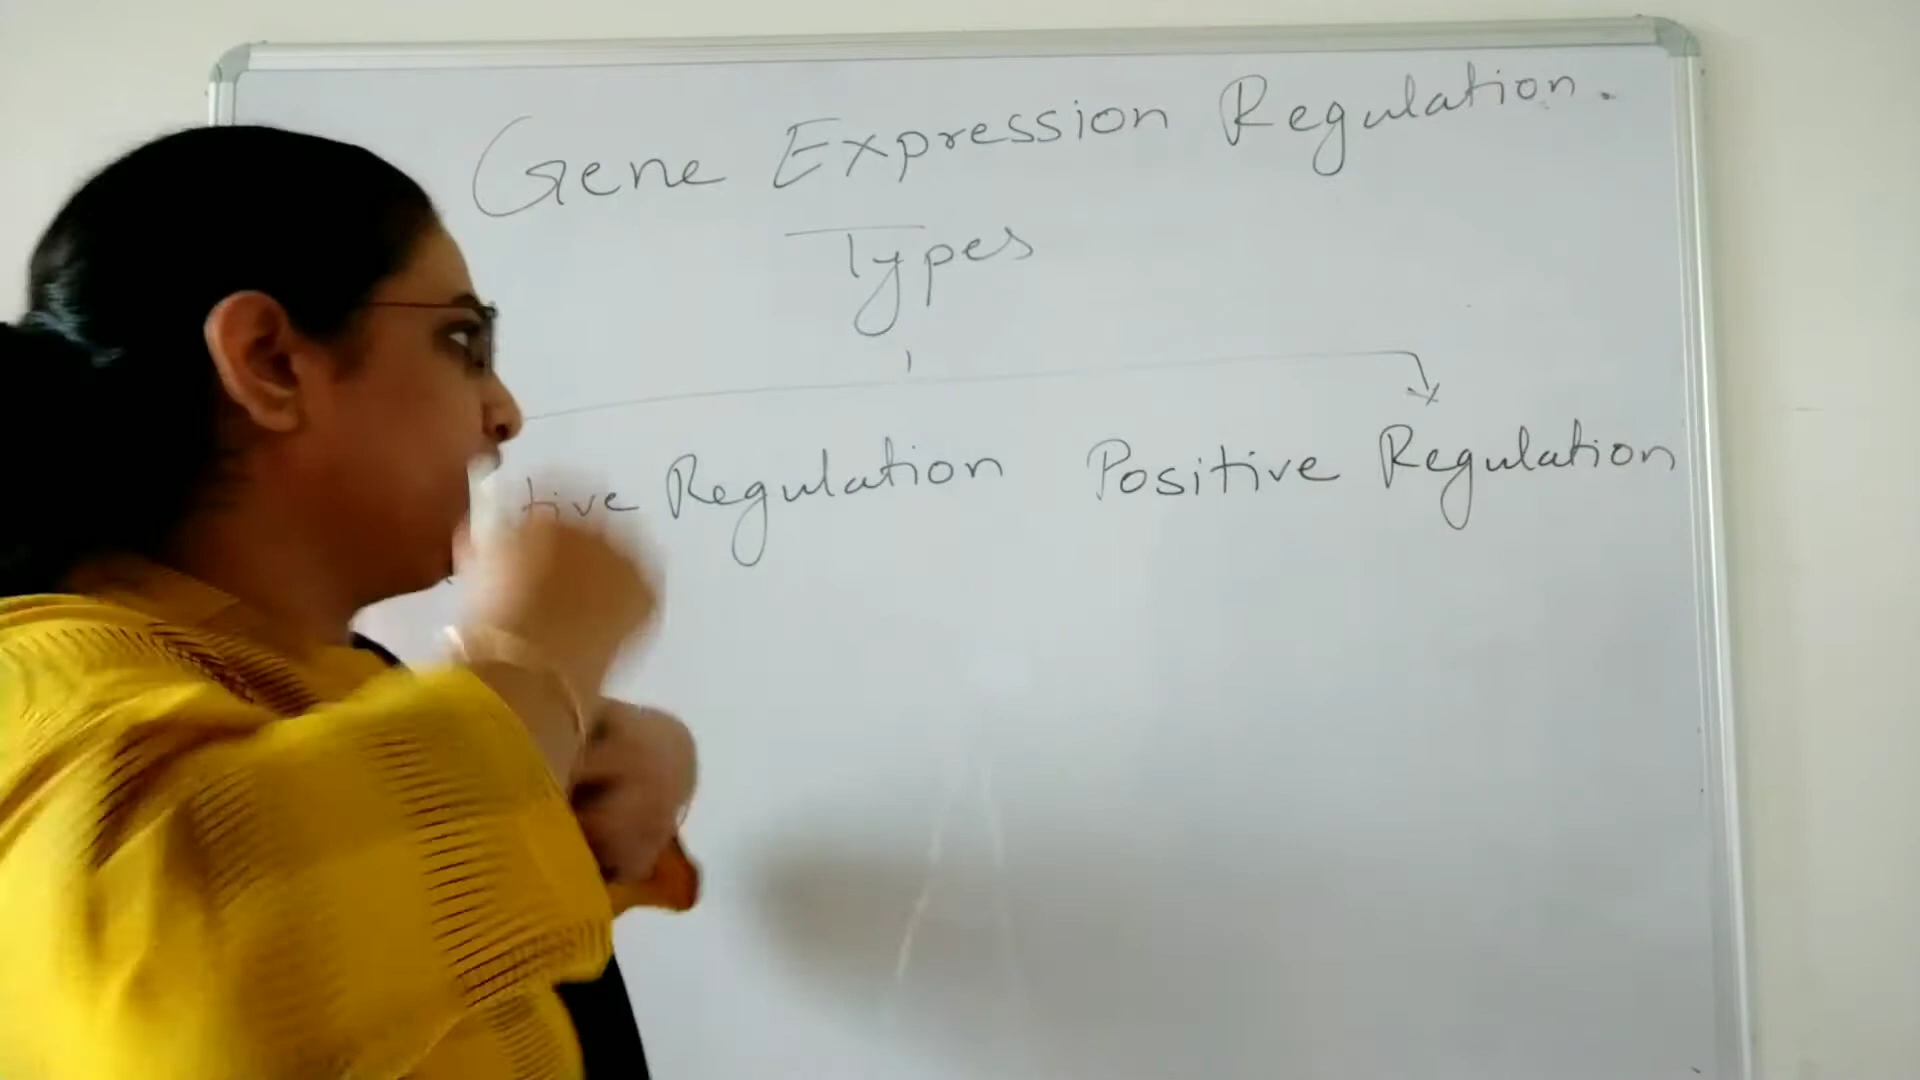 Gene Expression Regulation.
Types
tive Regulation Positive Regulation